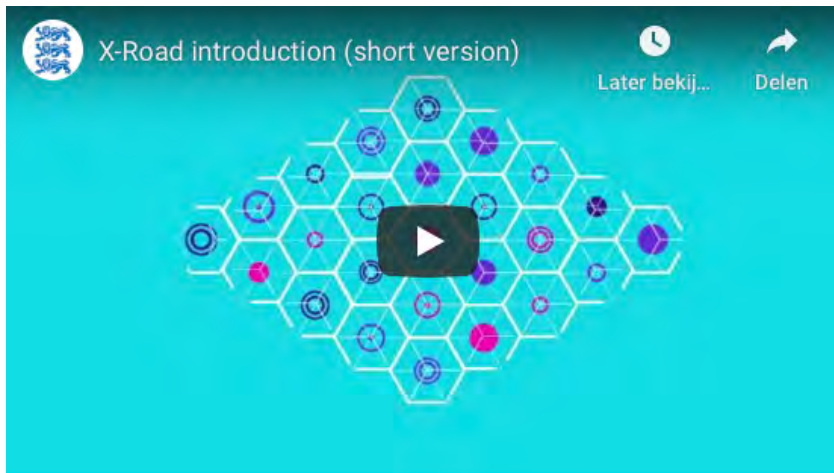 X-Road introduction (short version)
Later bekij...
Delen